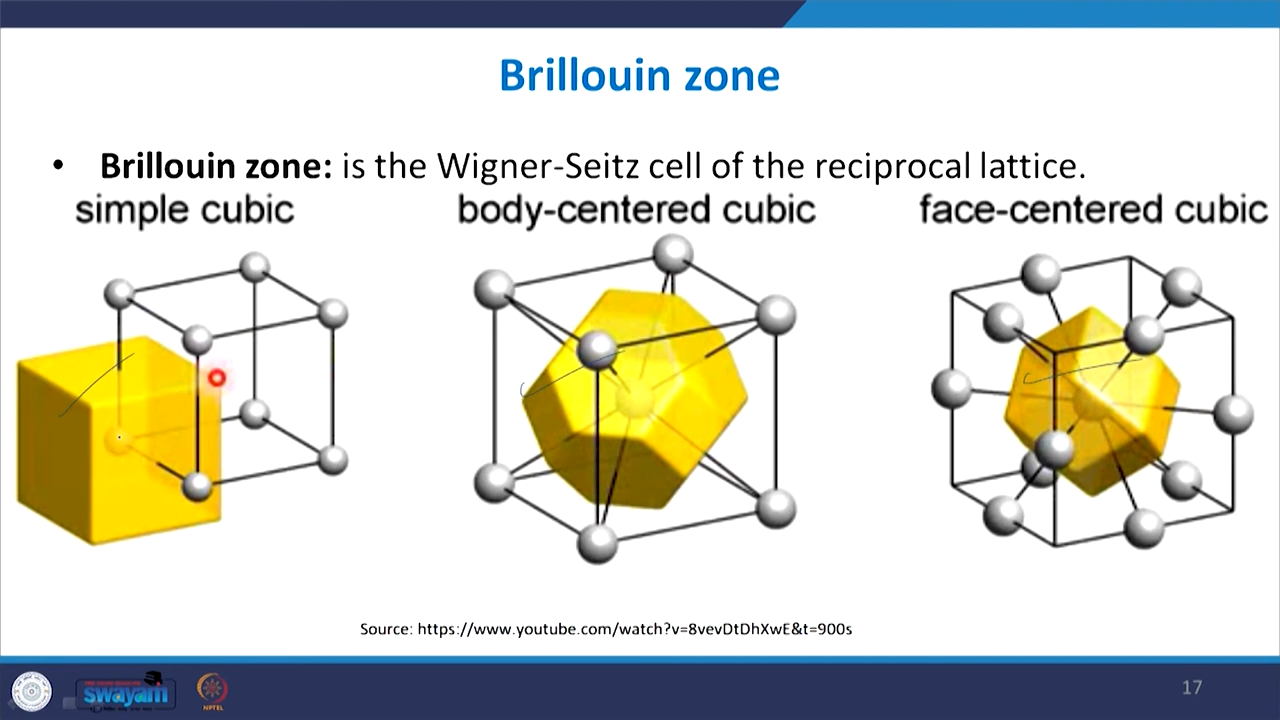 Brillouin zone
• Brillouin zone: is the Wigner-Seitz cell of the reciprocal lattice.
simple cubic body-centered cubic face-centered cubic
Source: https://www.youtube.com/watch?v=8vevDtDhXwE&t=900s
swayam
NPTEL
17